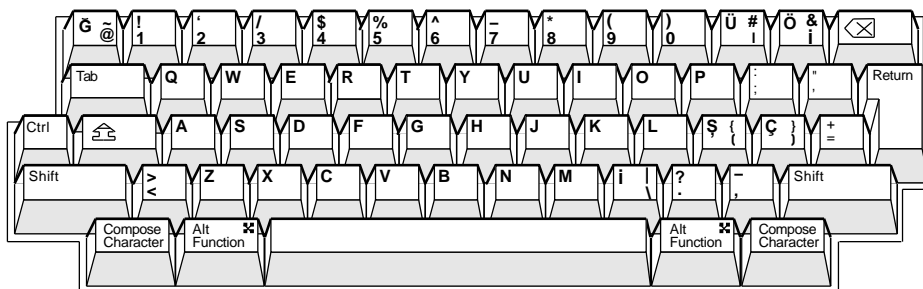 Ğ ~ @ ! 1 ‘ 2 / 3 $ 4 % 5 ^ 6 – 7 * 8 ( 9 ) 0 Ü # | Ö & İ
Tab Q W E R T Y U I O P : ; " , Return
Ctrl A S D F G H J K L Ş { ( Ç } ) + =
Shift > < Z X C V B N M İ | \ ? . – , Shift
Compose Character Alt Function Alt Function Compose Character